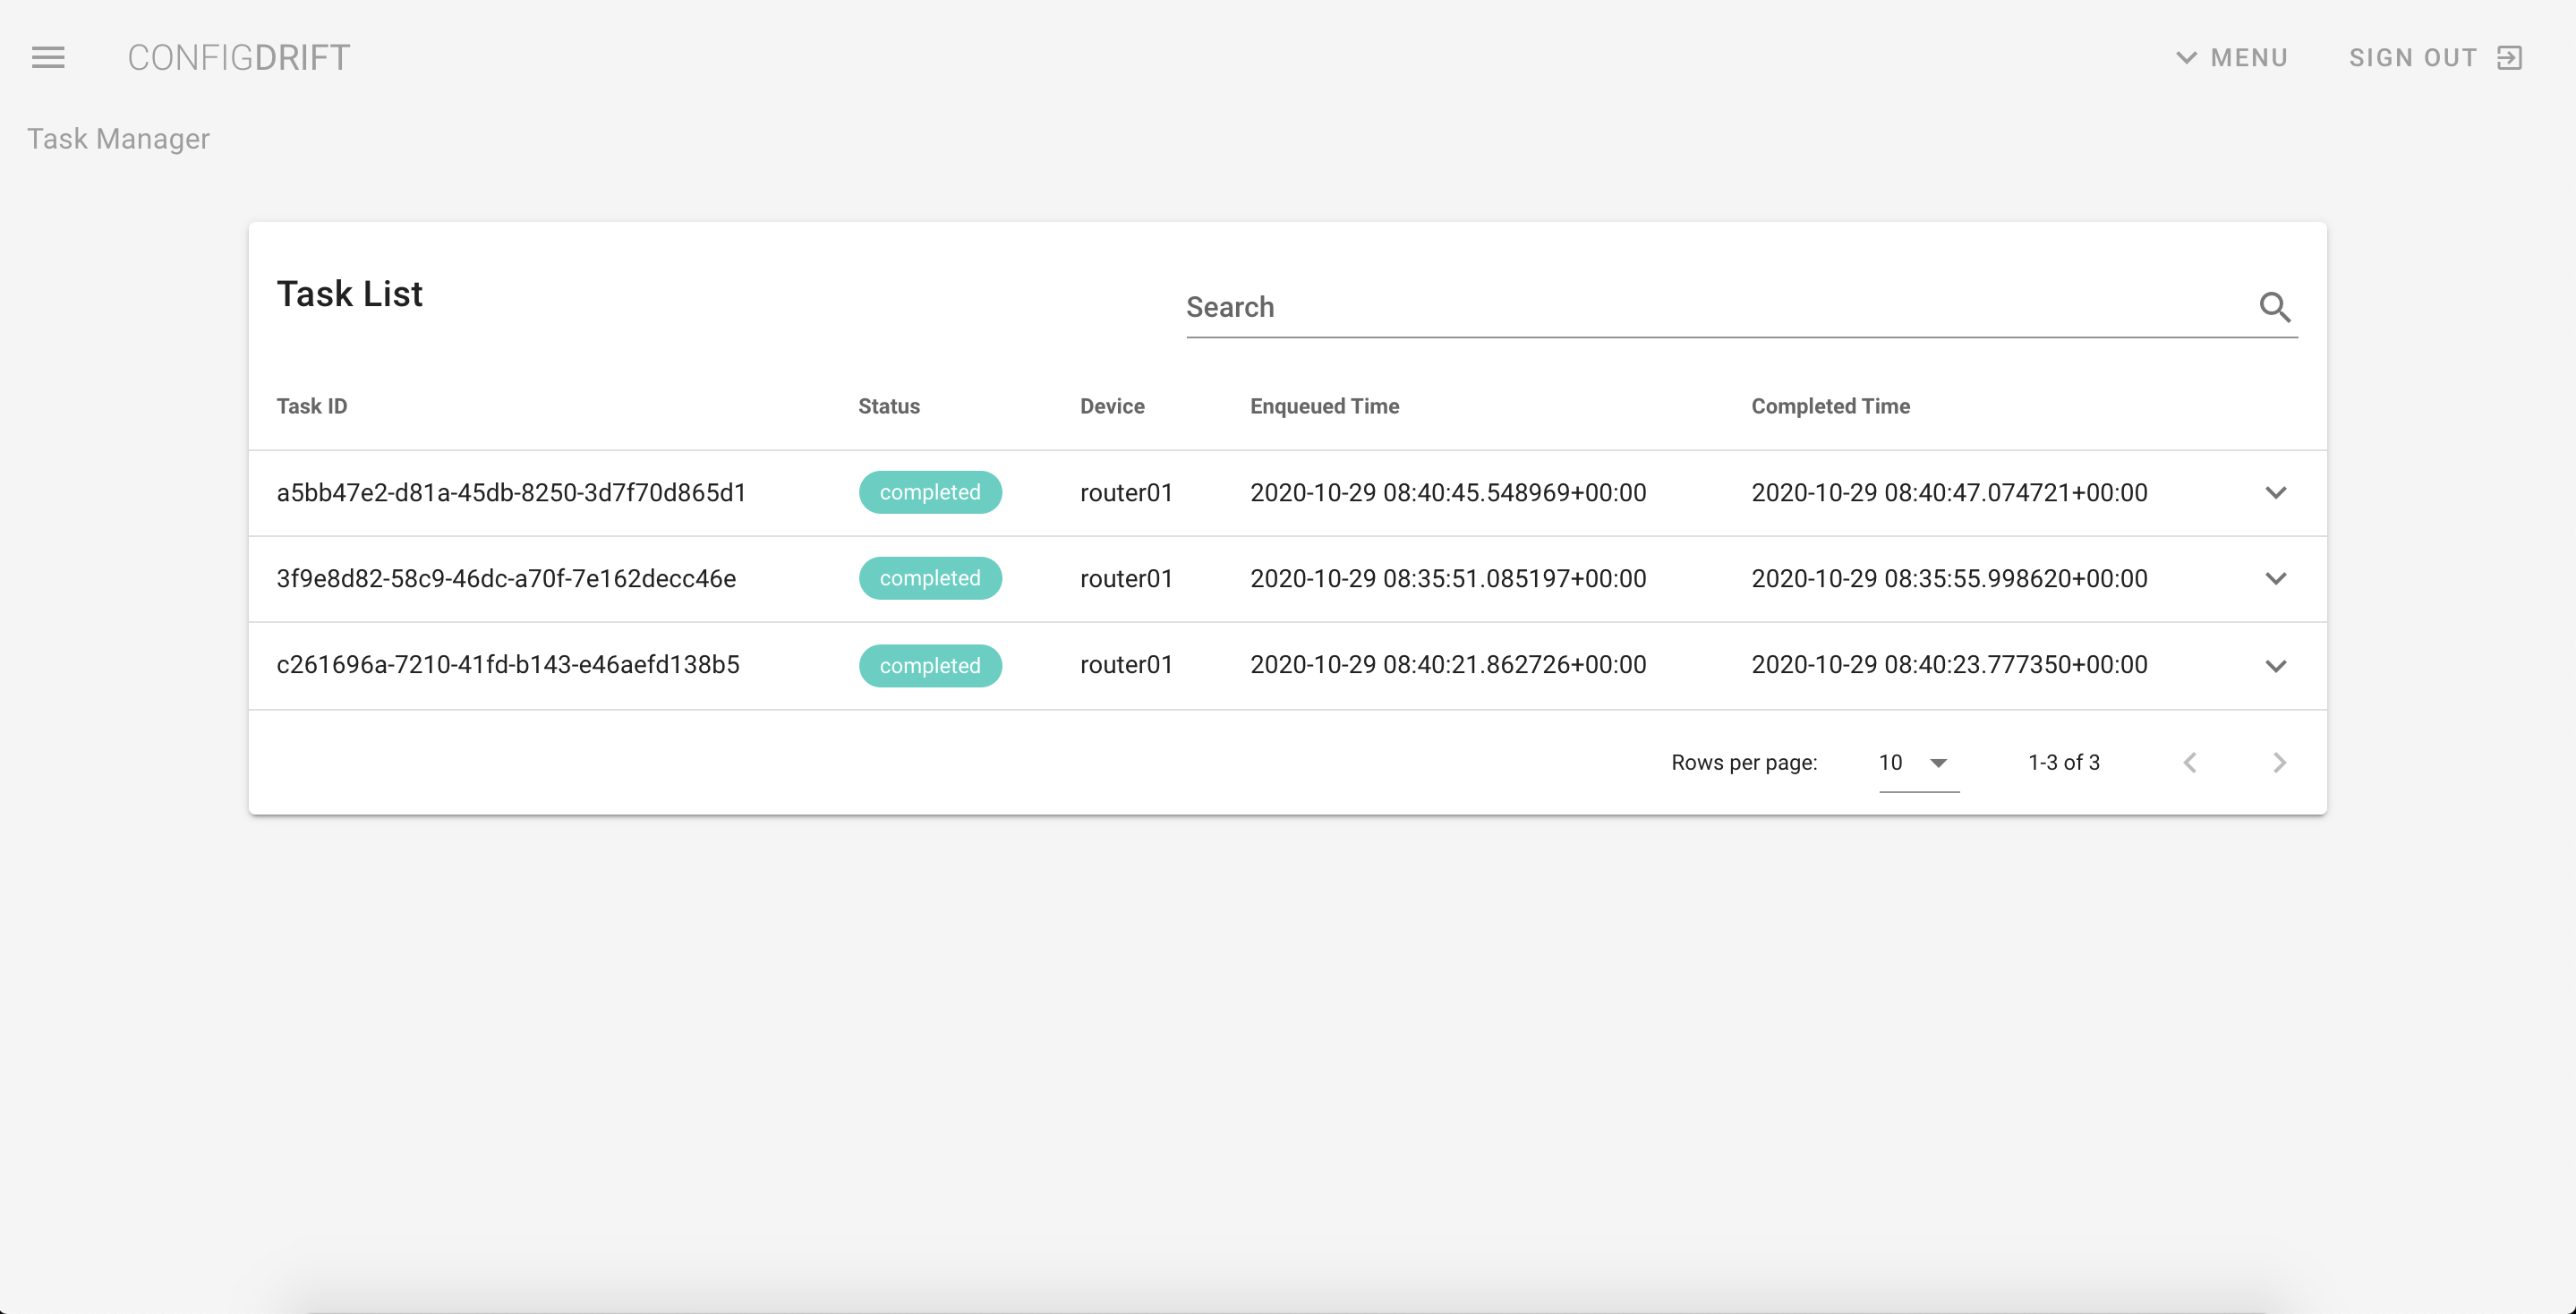 CONFIGDRIFT MENU SIGN OUT
Task Manager
Task List
Search
Task ID Status Device Enqueued Time Completed Time
a5bb47e2-d81a-45db-8250-3d7f70d865d1 completed router01 2020-10-29 08:40:45.548969+00:00 2020-10-29 08:40:47.074721+00:00
3f9e8d82-58c9-46dc-a70f-7e162decc46e completed router01 2020-10-29 08:35:51.085197+00:00 2020-10-29 08:35:55.998620+00:00
c261696a-7210-41fd-b143-e46aefd138b5 completed router01 2020-10-29 08:40:21.862726+00:00 2020-10-29 08:40:23.777350+00:00
Rows per page: 10 1-3 of 3